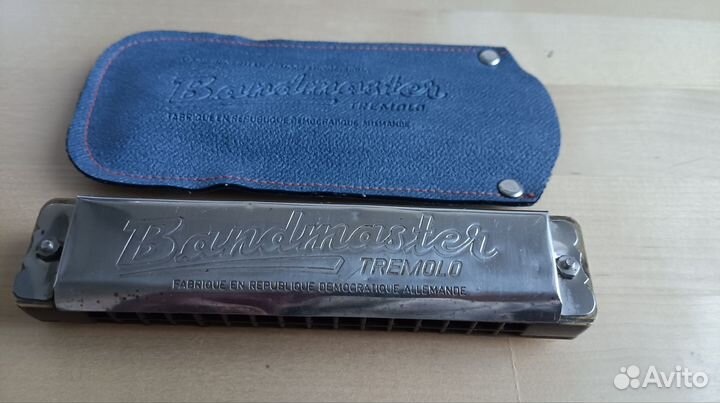 Bandmaster
TREMOLO
FABRIQUE EN REPUBLIQUE DEMOCRATIQUE ALLEMANDE
Bandmaster
TREMOLO
FABRIQUE EN REPUBLIQUE DEMOCRATIQUE ALLEMANDE
Avito